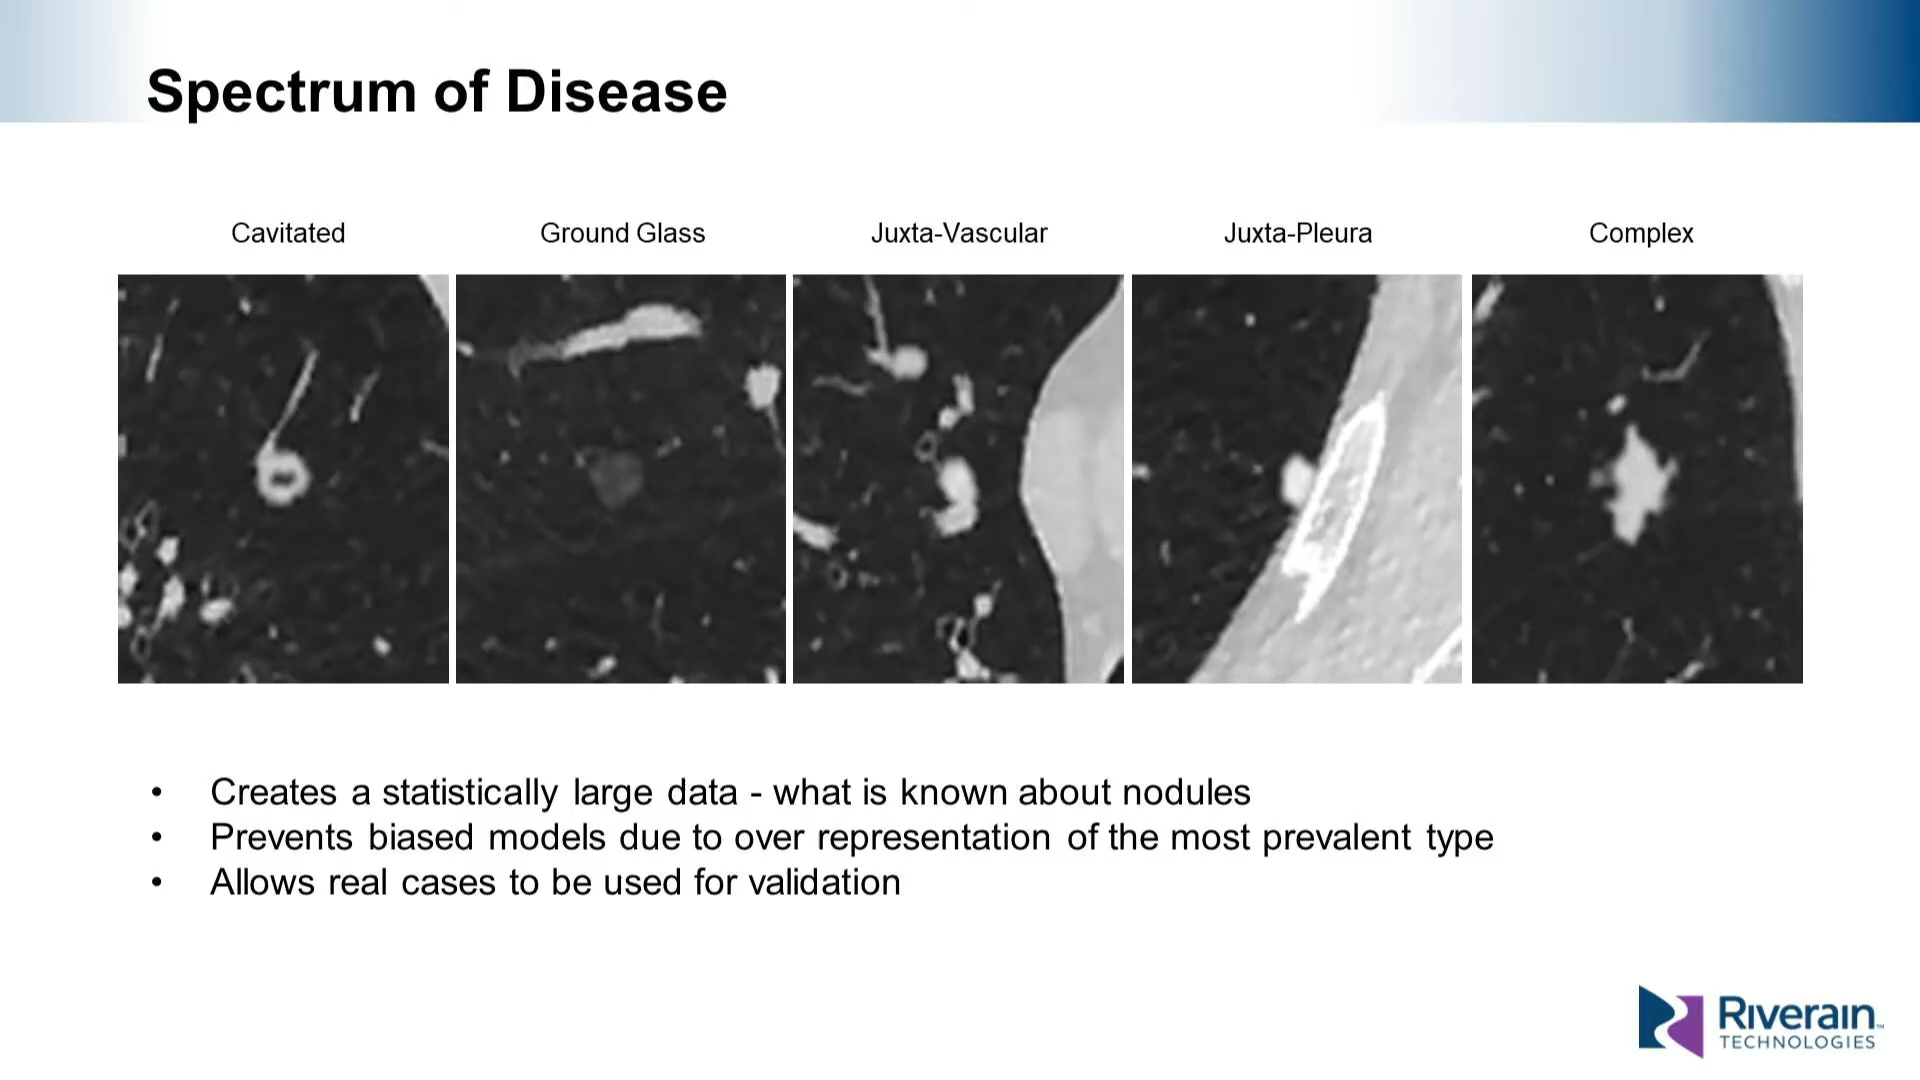 Spectrum of Disease
Cavitated
Ground Glass
Juxta-Vascular
Juxta-Pleura
Complex
• Creates a statistically large data - what is known about nodules
• Prevents biased models due to over representation of the most prevalent type
• Allows real cases to be used for validation
Riverain™
TECHNOLOGIES